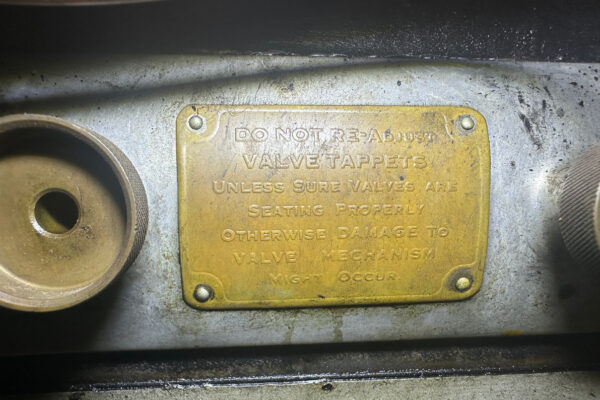 DO NOT RE-ADJUST
VALVE TAPPETS
UNLESS SURE VALVES ARE
SEATING PROPERLY
OTHERWISE DAMAGE TO
VALVE MECHANISM
MIGHT OCCUR